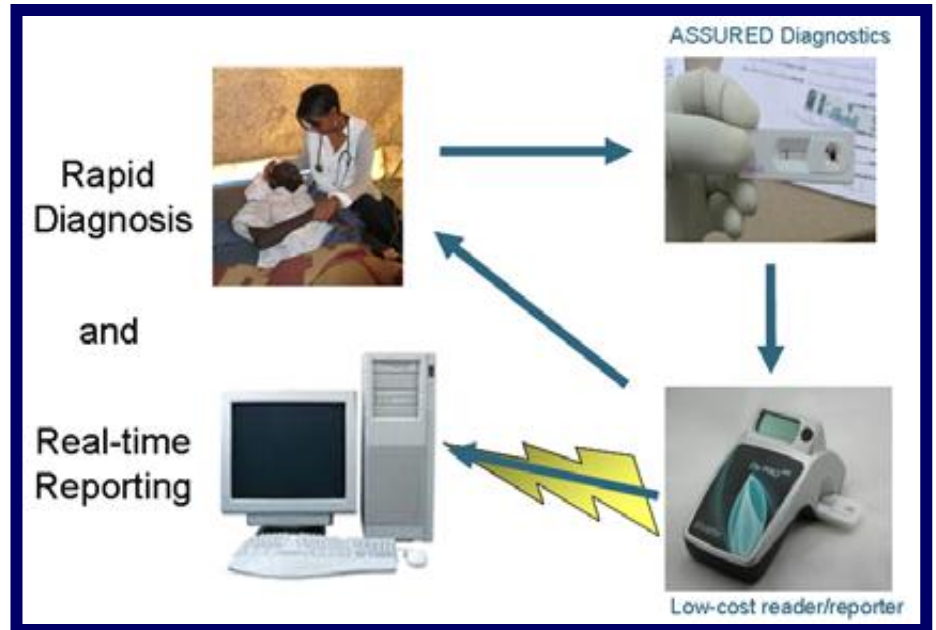 ASSURED Diagnostics
Rapid
Diagnosis
and
Real-time
Reporting
Low-cost reader/reporter